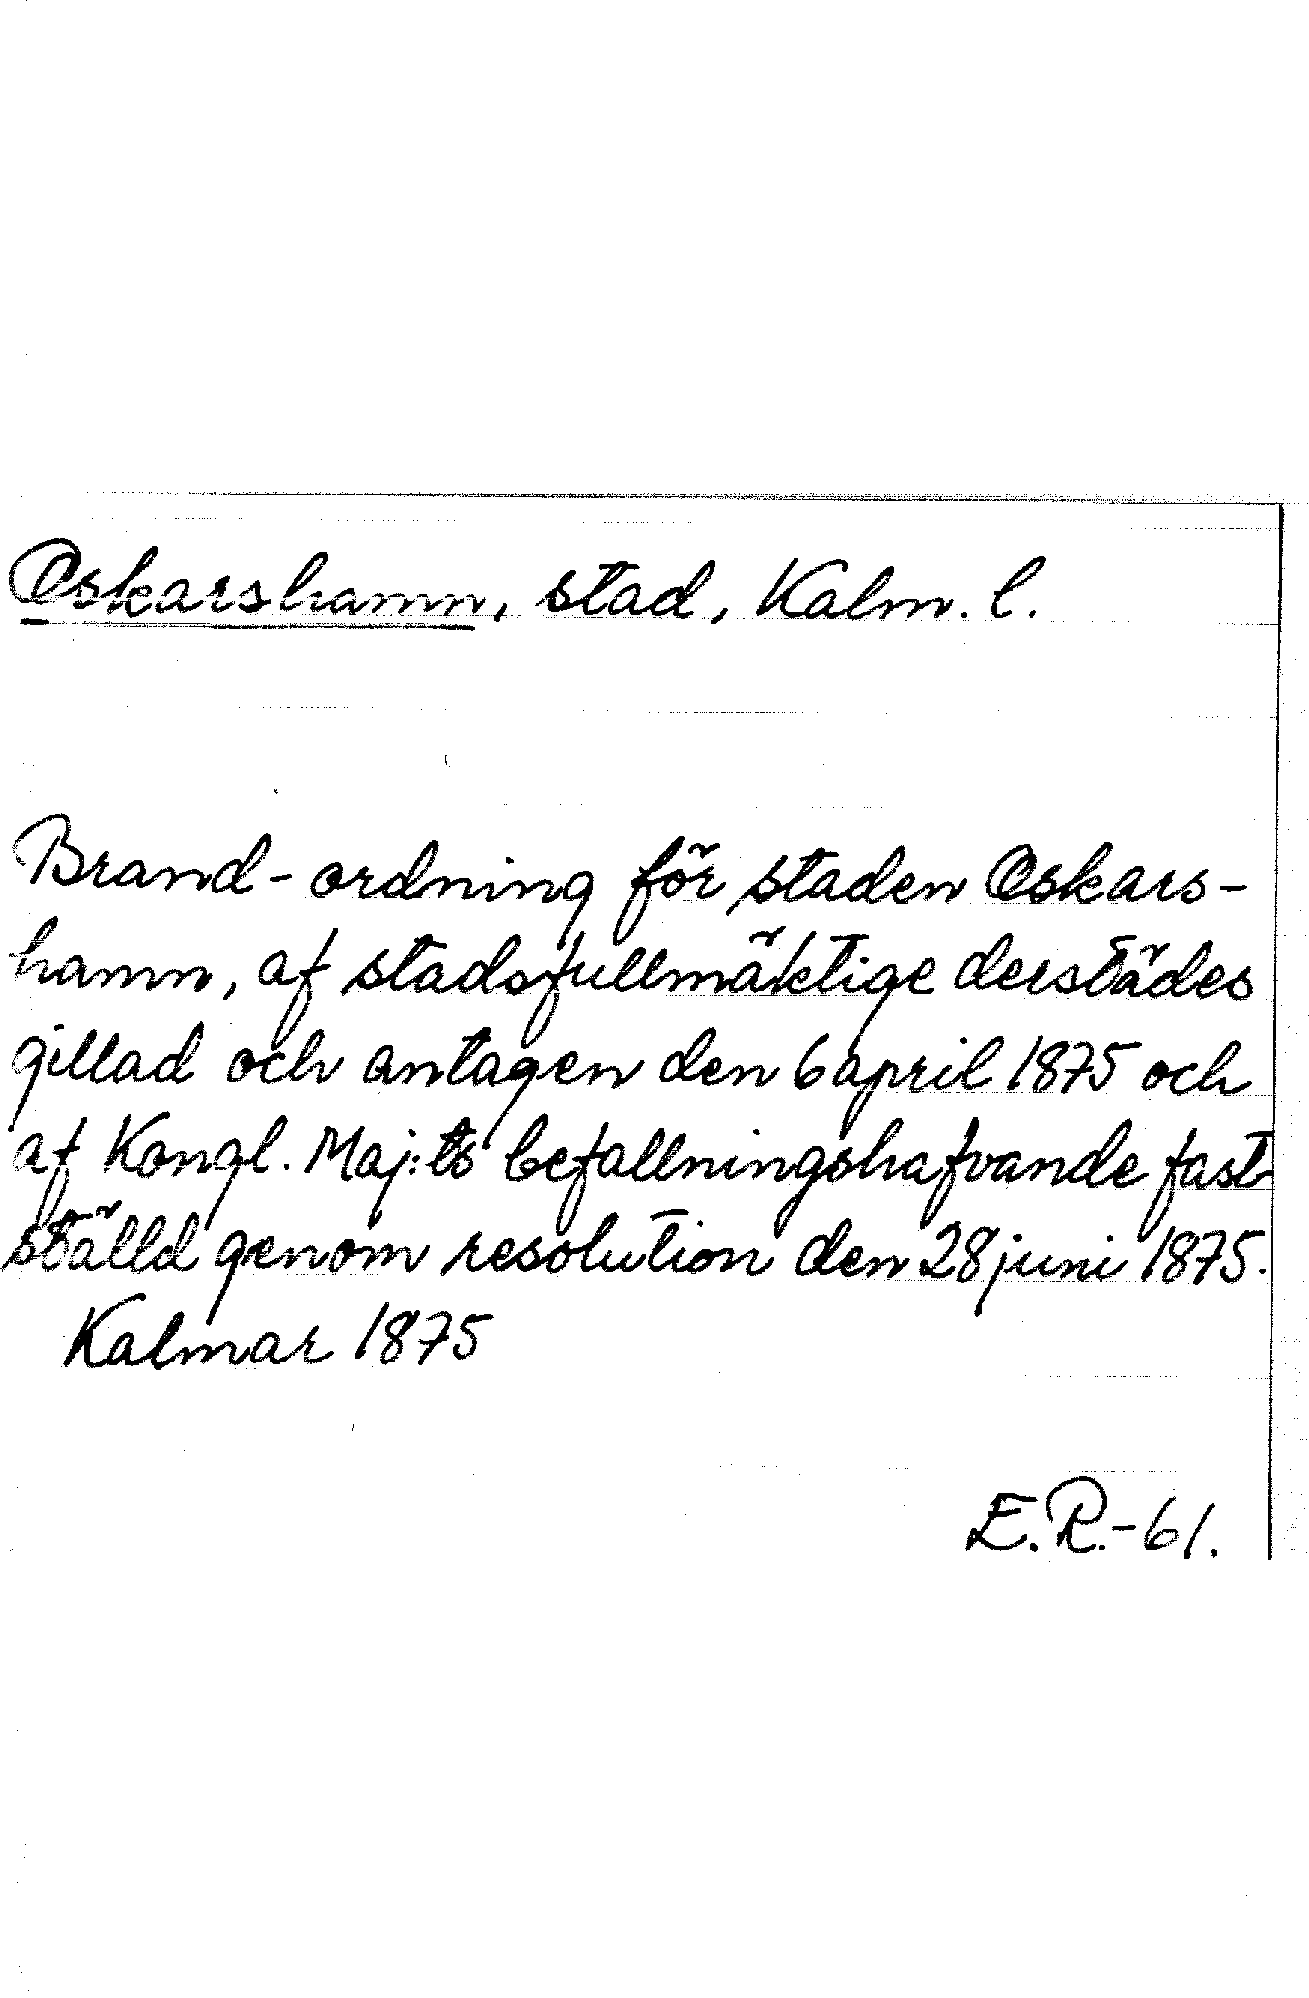 Oskarshamn, stad, Kalm. l.
Brand-ordning för staden Oskars-
hamn, af stadsfullmäktige derstädes
gillad och antagen den 6 april 1875 och
af Kongl. Maj:ts befallningshafvande fast-
ställd genom resolution den 28 juni 1875.
Kalmar 1875
E.R.-61.